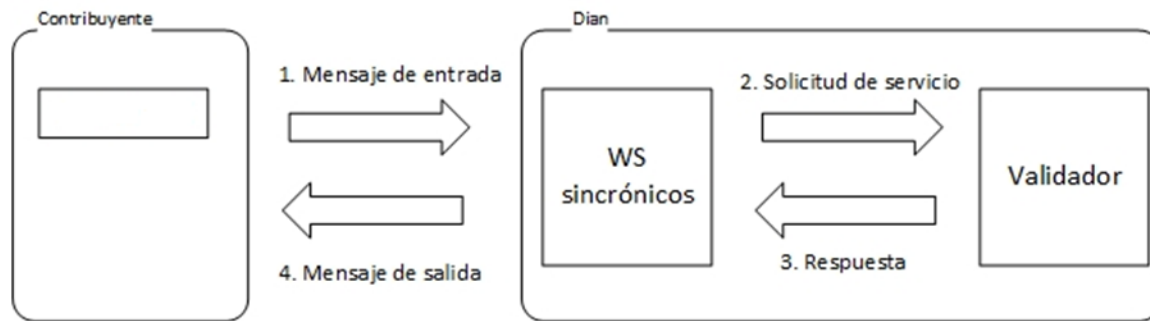 Contribuyente
Dian
1. Mensaje de entrada
2. Solicitud de servicio
WS
sincrónicos
Validador
4. Mensaje de salida
3. Respuesta